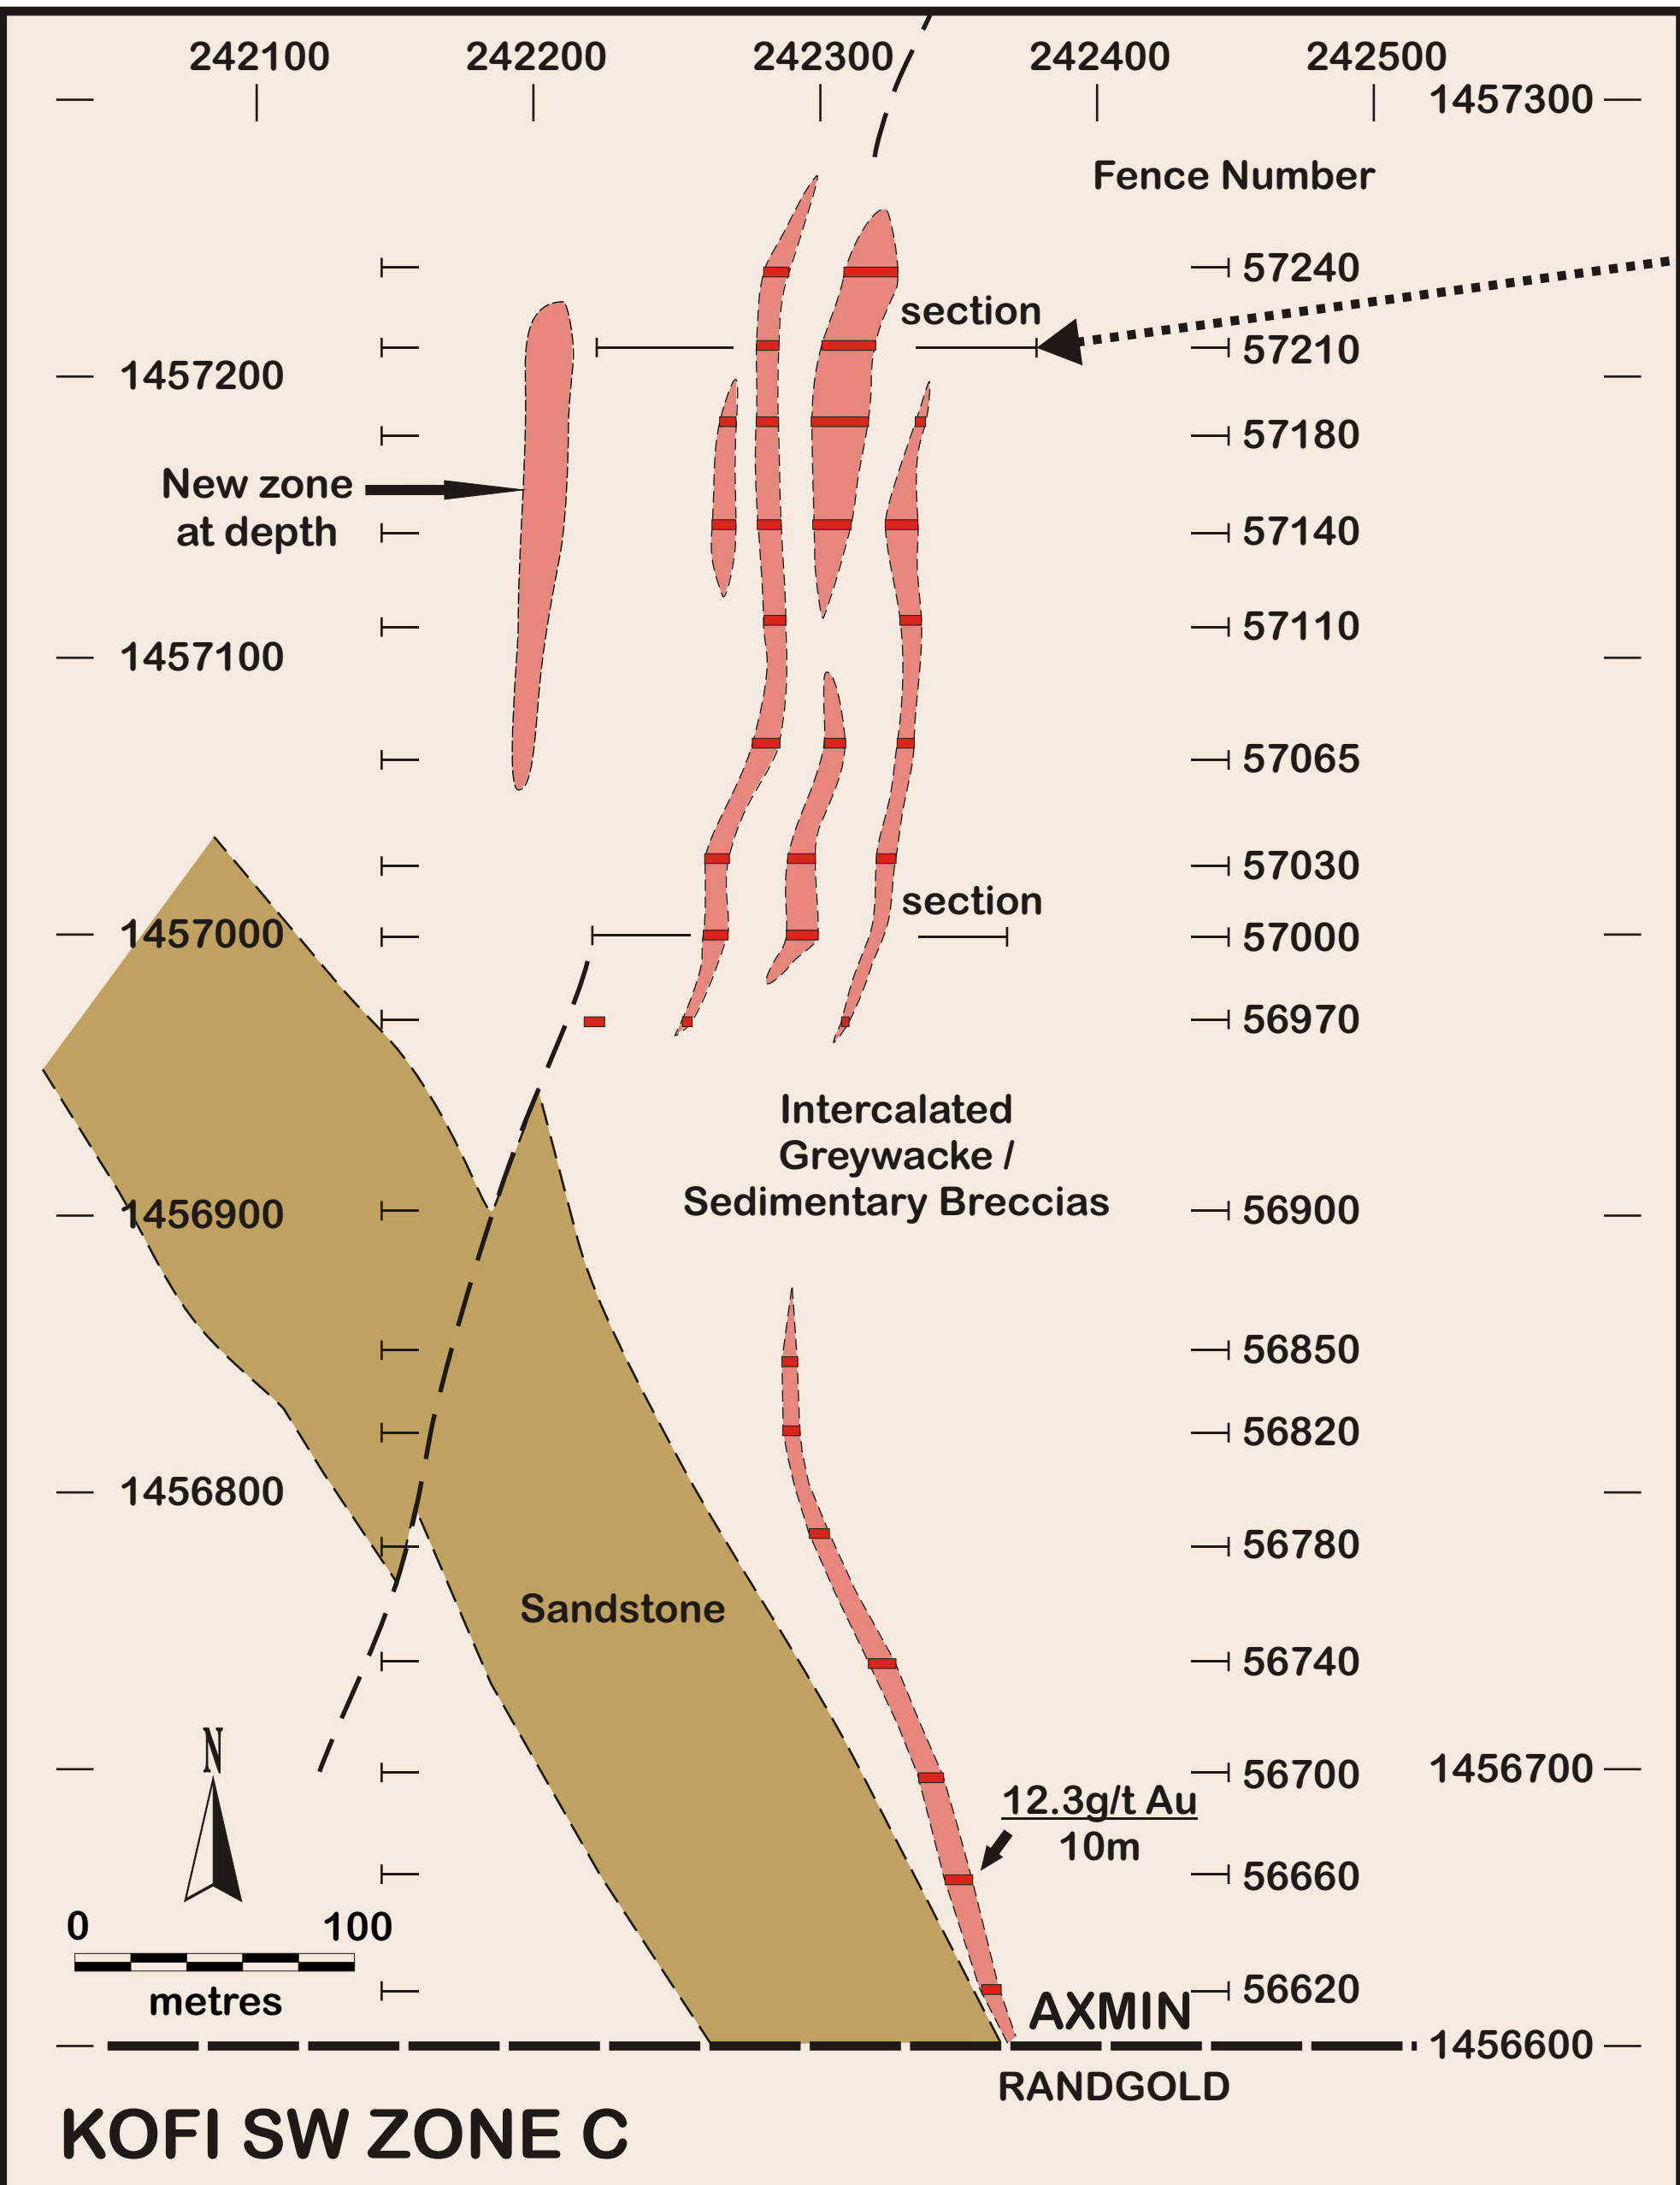 242100 242200 242300 242400 242500
1457300
Fence Number
57240
section
57210
1457200
57180
New zone
at depth
57140
57110
1457100
57065
57030
section
1457000
57000
56970
Intercalated
Greywacke /
Sedimentary Breccias
1456900
56900
56850
56820
1456800
56780
Sandstone
56740
N
56700
1456700
12.3g/t Au
10m
56660
0 100
metres
56620
AXMIN
1456600
RANDGOLD
KOFI SW ZONE C